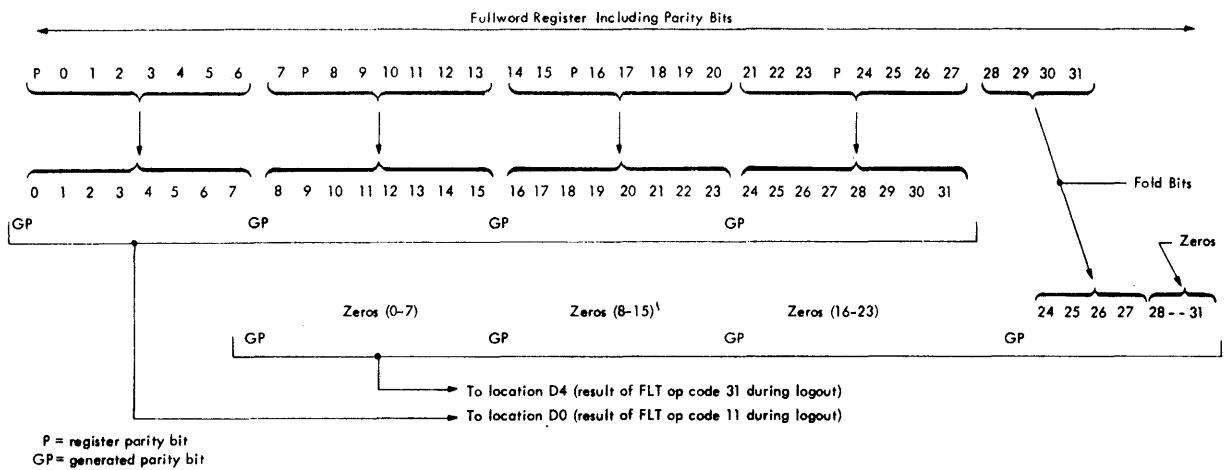 Fullword Register Including Parity Bits
P 0 1 2 3 4 5 6 7 P 8 9 10 11 12 13 14 15 P 16 17 18 19 20 21 22 23 P 24 25 26 27 28 29 30 31
0 1 2 3 4 5 6 7 8 9 10 11 12 13 14 15 16 17 18 19 20 21 22 23 24 25 26 27 28 29 30 31
Fold Bits
GP GP GP GP
Zeros
Zeros (0-7) Zeros (8-15) Zeros (16-23) 24 25 26 27 28 - - 31
GP GP GP GP
To location D4 (result of FLT op code 31 during logout)
To location D0 (result of FLT op code 11 during logout)
P = register parity bit
GP = generated parity bit